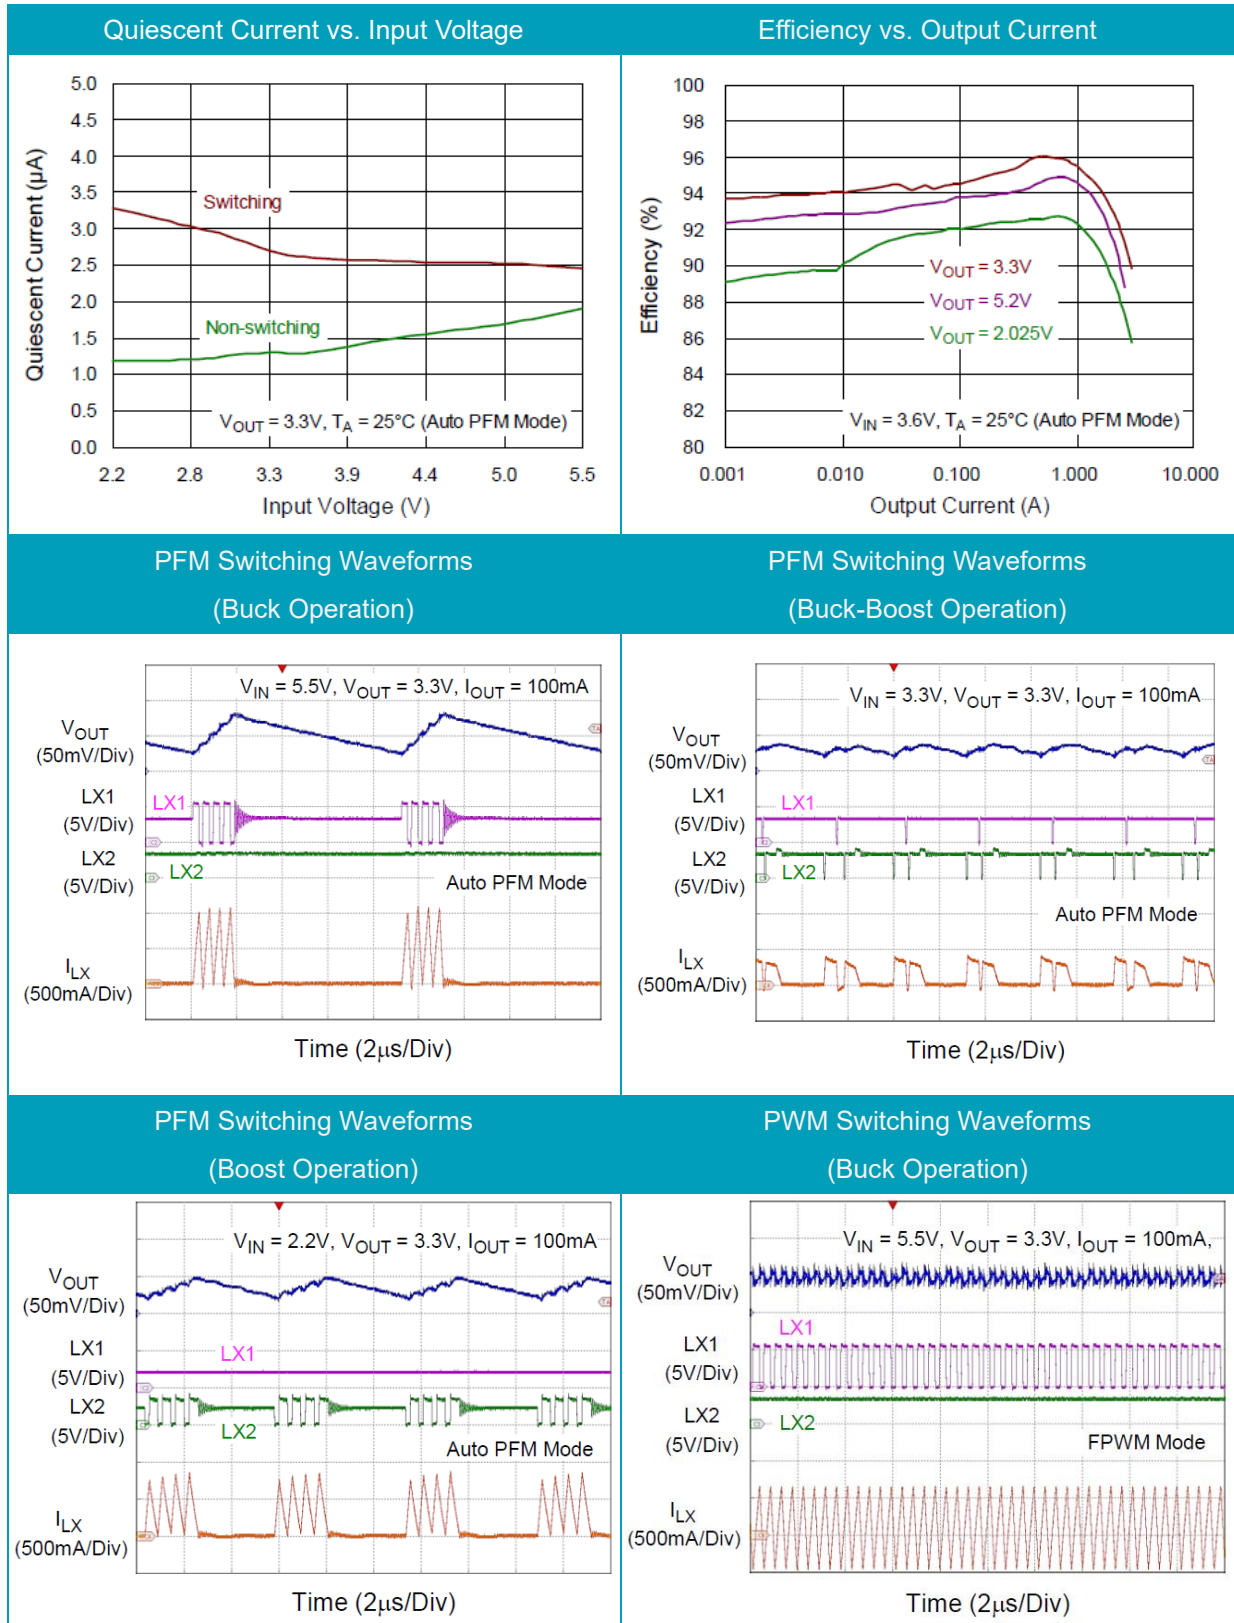 Quiescent Current vs. Input Voltage
Efficiency vs. Output Current
Quiescent Current (µA)
5.0
4.5
4.0
3.5
3.0
2.5
2.0
1.5
1.0
0.5
0.0
Switching
Non-switching
VOUT = 3.3V, TA = 25°C (Auto PFM Mode)
2.2 2.8 3.3 3.9 4.4 5.0 5.5
Input Voltage (V)
Efficiency (%)
100
98
96
94
92
90
88
86
84
82
80
VOUT = 3.3V
VOUT = 5.2V
VOUT = 2.025V
VIN = 3.6V, TA = 25°C (Auto PFM Mode)
0.001 0.010 0.100 1.000 10.000
Output Current (A)
PFM Switching Waveforms
(Buck Operation)
PFM Switching Waveforms
(Buck-Boost Operation)
VIN = 5.5V, VOUT = 3.3V, IOUT = 100mA
VOUT
(50mV/Div)
LX1
(5V/Div)
LX1
LX2
(5V/Div)
LX2
Auto PFM Mode
ILX
(500mA/Div)
Time (2µs/Div)
VIN = 3.3V, VOUT = 3.3V, IOUT = 100mA
VOUT
(50mV/Div)
LX1
(5V/Div)
LX1
LX2
(5V/Div)
LX2
Auto PFM Mode
ILX
(500mA/Div)
Time (2µs/Div)
PFM Switching Waveforms
(Boost Operation)
PWM Switching Waveforms
(Buck Operation)
VIN = 2.2V, VOUT = 3.3V, IOUT = 100mA
VOUT
(50mV/Div)
LX1
(5V/Div)
LX1
LX2
(5V/Div)
LX2
Auto PFM Mode
ILX
(500mA/Div)
Time (2µs/Div)
VIN = 5.5V, VOUT = 3.3V, IOUT = 100mA,
VOUT
(50mV/Div)
LX1
(5V/Div)
LX1
LX2
(5V/Div)
LX2
FPWM Mode
ILX
(500mA/Div)
Time (2µs/Div)